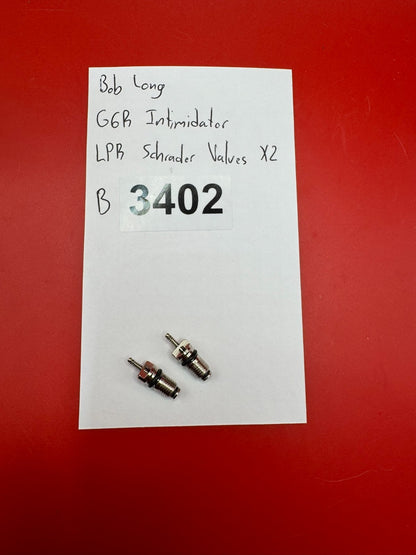 Bob Long
G6R Intimidator
LPR Schrader Valves X2
B 3402